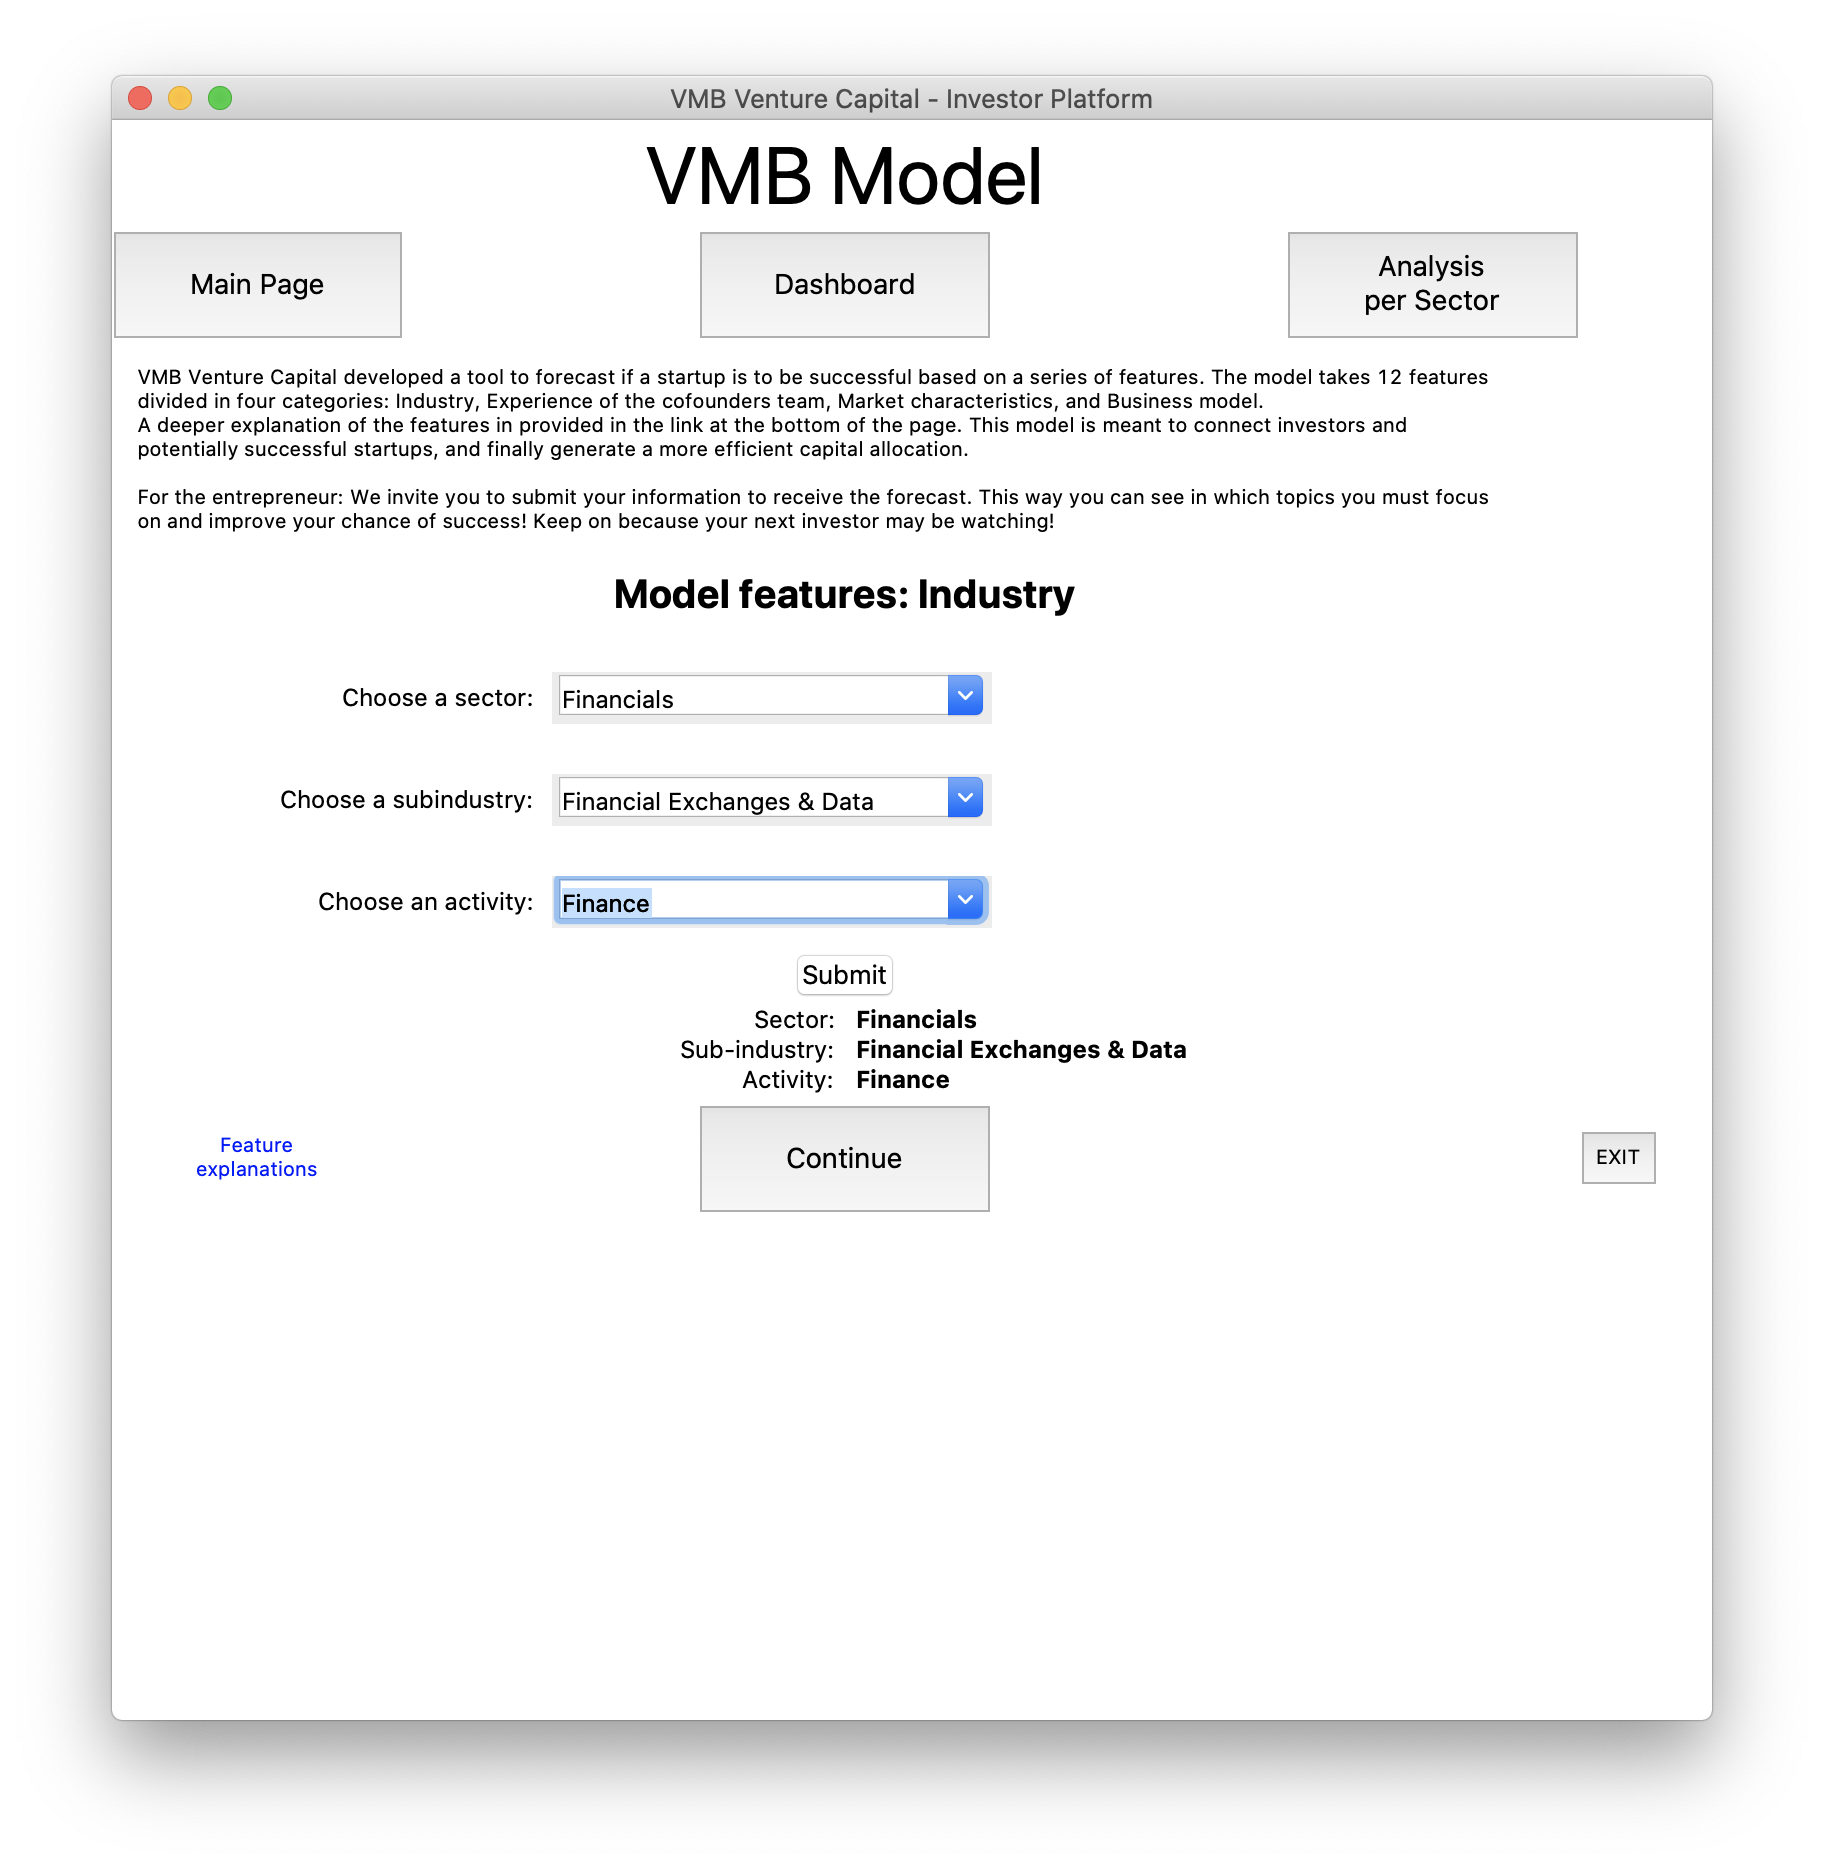 VMB Venture Capital - Investor Platform
VMB Model
Main Page
Dashboard
Analysis
per Sector
VMB Venture Capital developed a tool to forecast if a startup is to be successful based on a series of features. The model takes 12 features
divided in four categories: Industry, Experience of the cofounders team, Market characteristics, and Business model.
A deeper explanation of the features in provided in the link at the bottom of the page. This model is meant to connect investors and
potentially successful startups, and finally generate a more efficient capital allocation.
For the entrepreneur: We invite you to submit your information to receive the forecast. This way you can see in which topics you must focus
on and improve your chance of success! Keep on because your next investor may be watching!
Model features: Industry
Choose a sector: Financials
Choose a subindustry: Financial Exchanges & Data
Choose an activity: Finance
Submit
Sector: Financials
Sub-industry: Financial Exchanges & Data
Activity: Finance
Feature
explanations
Continue
EXIT